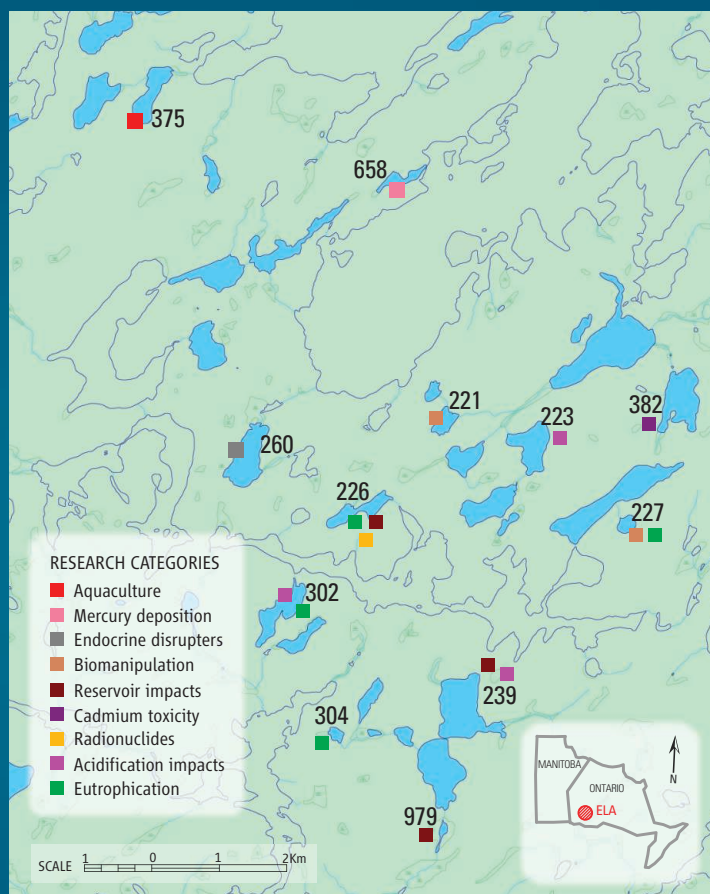 375
658
221
223
382
260
226
227
RESEARCH CATEGORIES
Aquaculture
Mercury deposition
Endocrine disrupters
Biomanipulation
Reservoir impacts
Cadmium toxicity
Radionuclides
Acidification impacts
Eutrophication
302
239
304
979
MANITOBA
ONTARIO
ELA
N
SCALE 1 0 1 2Km